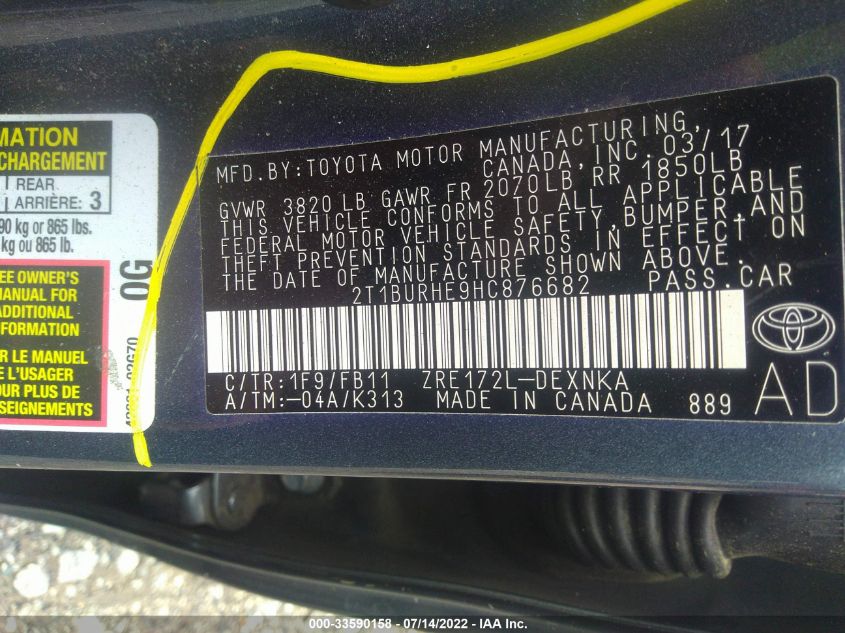 MATION
CHARGEMENT
REAR
ARRIÈRE: 3
90 kg or 865 lbs.
kg ou 865 lb.
EE OWNER'S
MANUAL FOR
ADDITIONAL
INFORMATION
R LE MANUEL
E L'USAGER
OUR PLUS DE
SEIGNEMENTS
0G
MFD.BY:TOYOTA MOTOR MANUFACTURING,
CANADA,INC. 03/17
GVWR 3820 LB GAWR FR 2070LB RR 1850LB
THIS VEHICLE CONFORMS TO ALL APPLICABLE
FEDERAL MOTOR VEHICLE SAFETY,BUMPER,AND
THEFT PREVENTION STANDARDS IN EFFECT ON
THE DATE OF MANUFACTURE SHOWN ABOVE.
2T1BURHE9HC876682 PASS.CAR
C/TR:1F9/FB11 ZRE172L-DEXNKA
A/TM:-04A/K313 MADE IN CANADA 889
AD
000-33590158 - 07/14/2022 - IAA Inc.